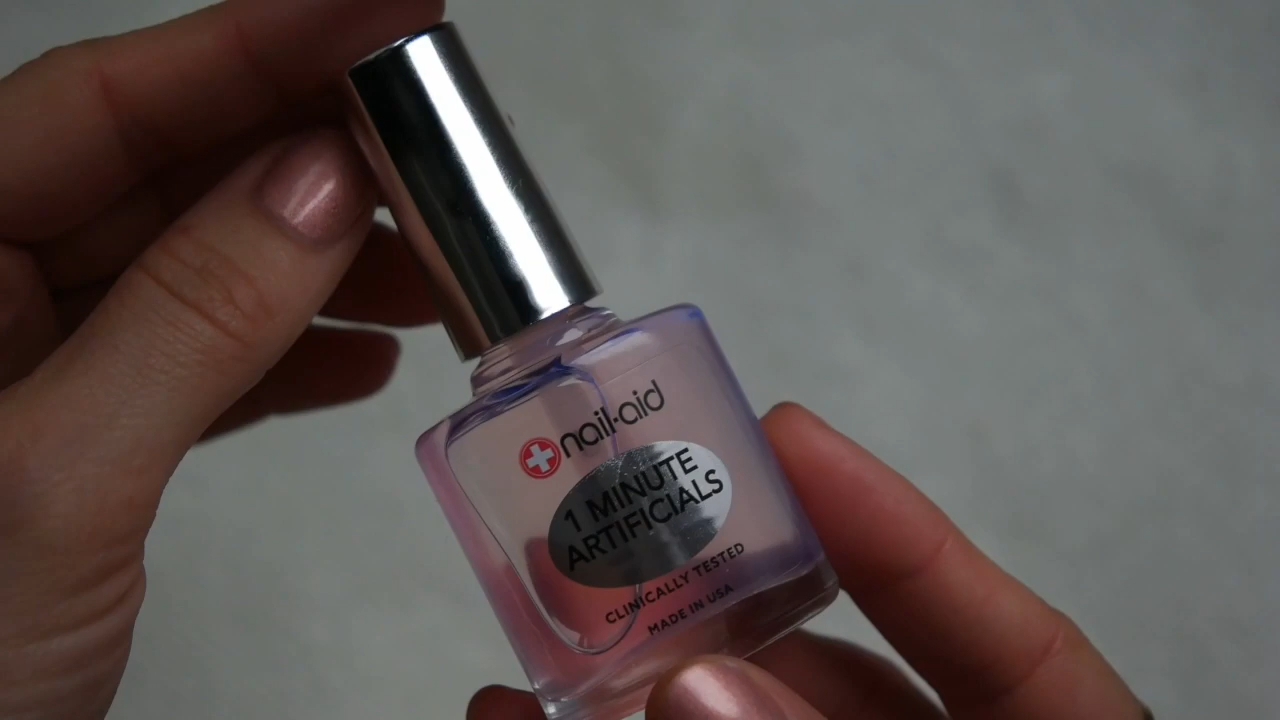 nail-aid
1 MINUTE
ARTIFICIALS
CLINICALLY TESTED
MADE IN USA